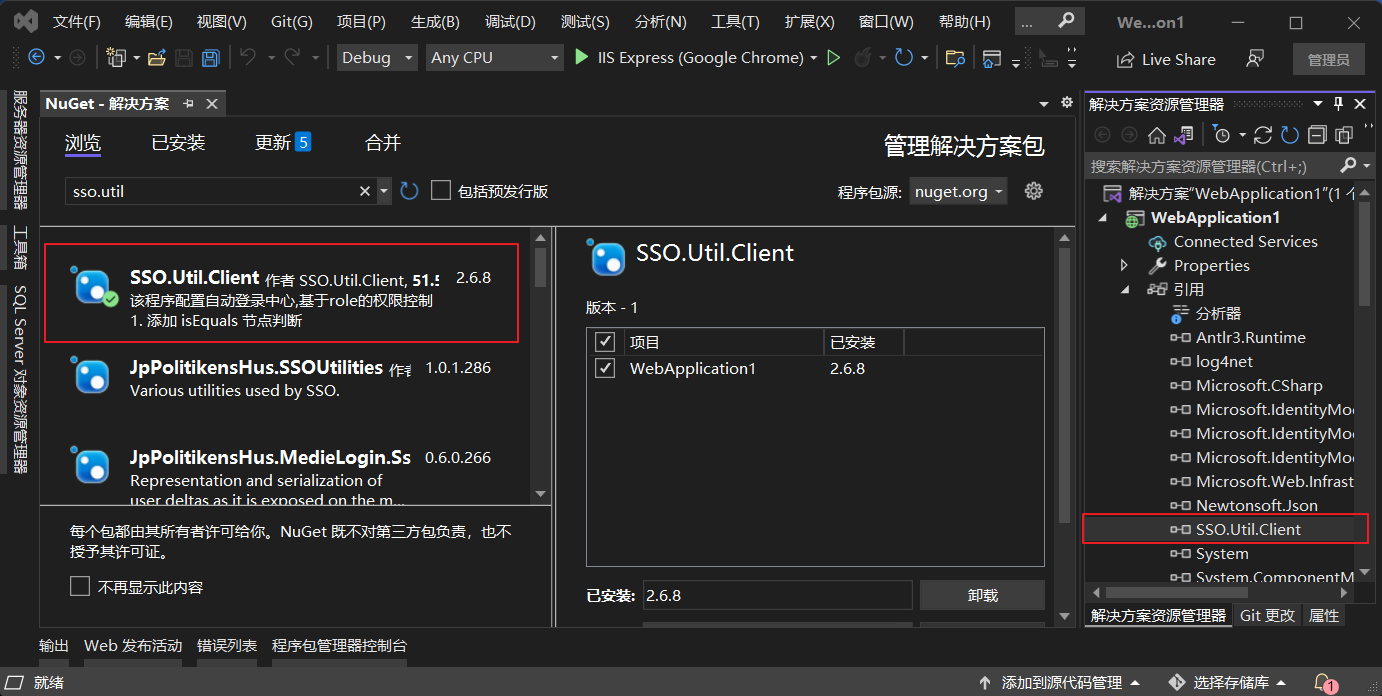 文件(F) 编辑(E) 视图(V) Git(G) 项目(P) 生成(B) 调试(D) 测试(S) 分析(N) 工具(T) 扩展(X) 窗口(W) 帮助(H) ... We...on1
Debug Any CPU IIS Express (Google Chrome) Live Share 管理员
服务器资源管理器
工具箱
SQL Server 对象资源管理器
NuGet - 解决方案
浏览 已安装 更新 5 合并
管理解决方案包
sso.util
包括预发行版
程序包源: nuget.org
SSO.Util.Client 作者 SSO.Util.Client, 51.5 2.6.8
该程序配置自动登录中心,基于role的权限控制
1. 添加 isEquals 节点判断
JpPolitikensHus.SSOUtilities 作者 1.0.1.286
Various utilities used by SSO.
JpPolitikensHus.MedieLogin.Ss 0.6.0.266
Representation and serialization of
user deltas as it is exposed on the m...
每个包都由其所有者许可给你。NuGet 既不对第三方包负责，也不
授予其许可证。
不再显示此内容
SSO.Util.Client
版本 - 1
项目 已安装
WebApplication1 2.6.8
已安装: 2.6.8 卸载
解决方案资源管理器
搜索解决方案资源管理器(Ctrl+;)
解决方案"WebApplication1"(1 个
WebApplication1
Connected Services
Properties
引用
分析器
Antlr3.Runtime
log4net
Microsoft.CSharp
Microsoft.IdentityMo
Microsoft.IdentityMo
Microsoft.IdentityMo
Microsoft.Web.Infrast
Newtonsoft.Json
SSO.Util.Client
System
System.ComponentM
解决方案资源管理器 Git 更改 属性
输出 Web 发布活动 错误列表 程序包管理器控制台
就绪 添加到源代码管理 选择存储库 1